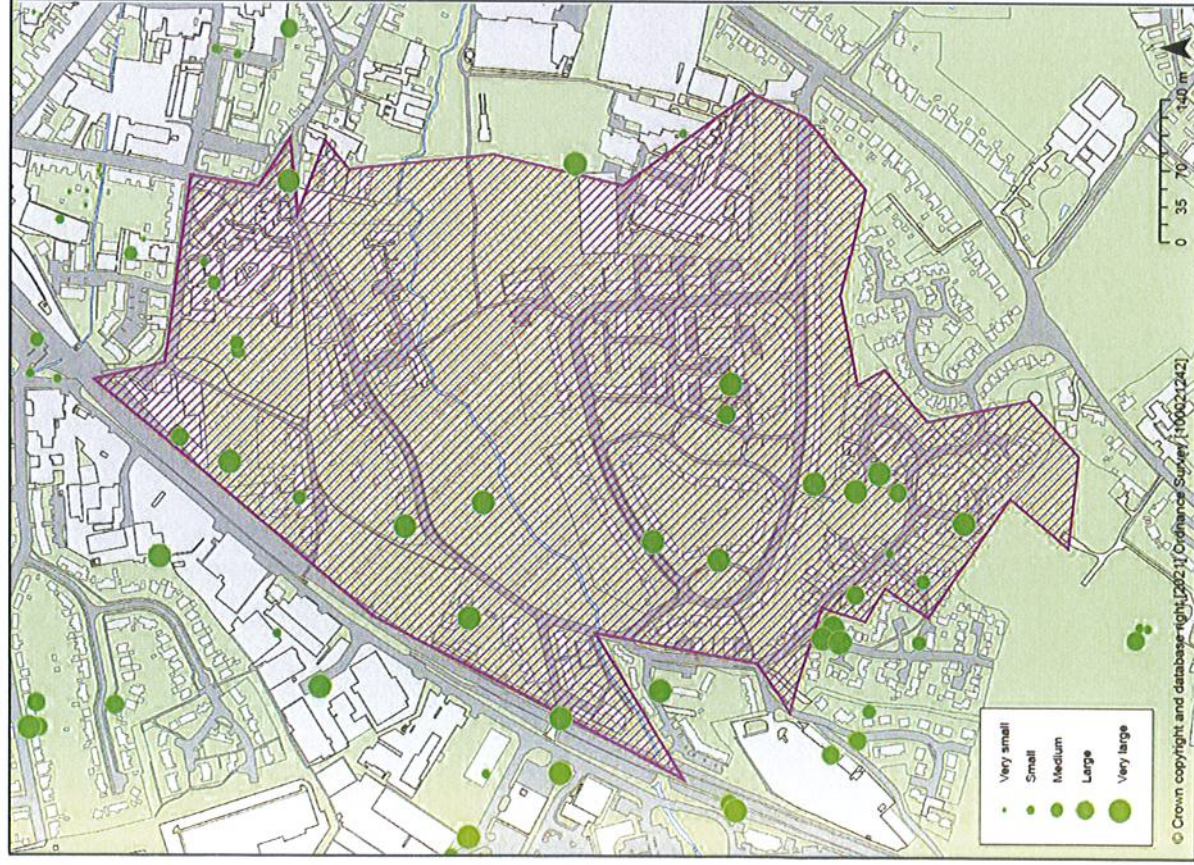 Very small
Small
Medium
Large
Very large
0 35 70 140 m
© Crown copyright and database right [2021] Ordnance Survey [100021242]